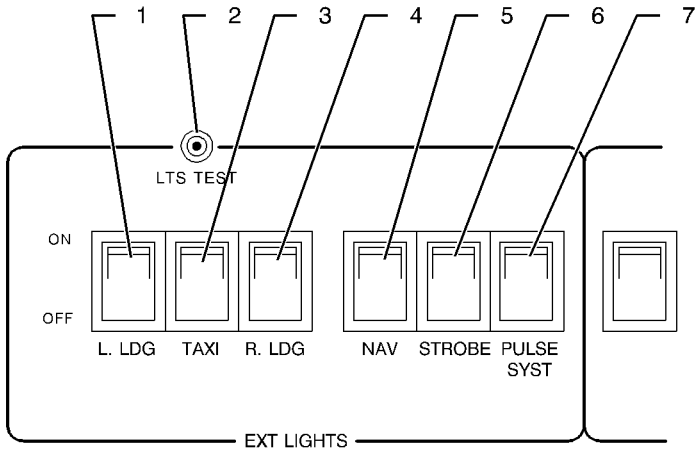 1 2 3 4 5 6 7
LTS TEST
ON
OFF
L. LDG TAXI R. LDG NAV STROBE PULSE
SYST
EXT LIGHTS